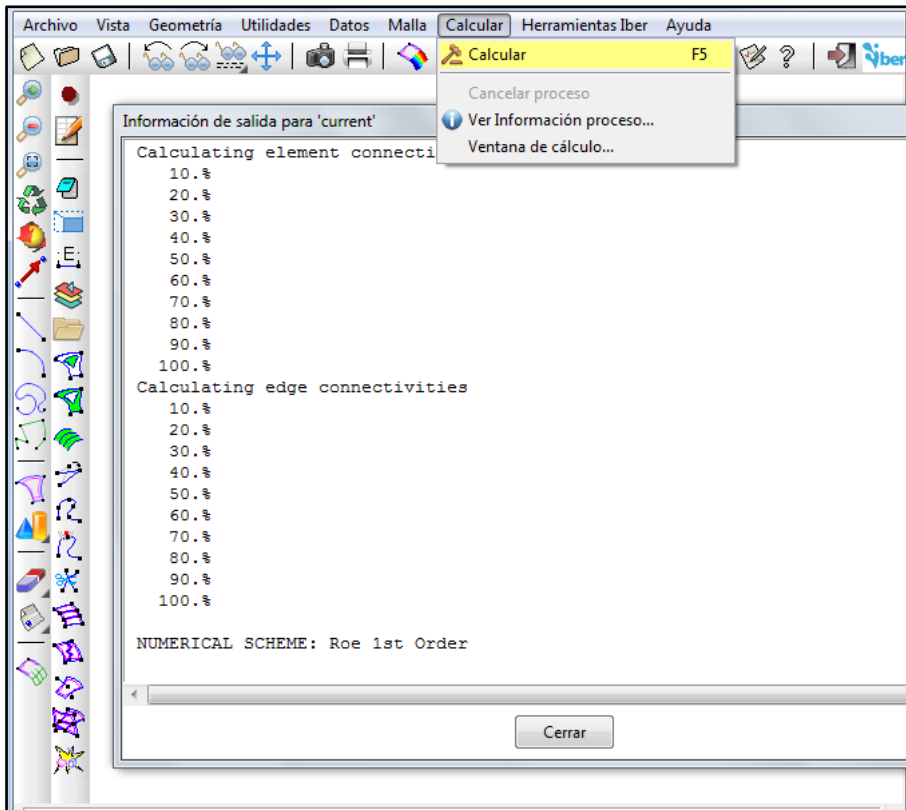 Archivo Vista Geometría Utilidades Datos Malla Calcular Herramientas Iber Ayuda
Calcular F5
Iber
Cancelar proceso
Ver Información proceso...
Ventana de cálculo...
Información de salida para 'current'
Calculating element connecti
10.%
20.%
30.%
40.%
50.%
60.%
70.%
80.%
90.%
100.%
Calculating edge connectivities
10.%
20.%
30.%
40.%
50.%
60.%
70.%
80.%
90.%
100.%
NUMERICAL SCHEME: Roe 1st Order
Cerrar
E